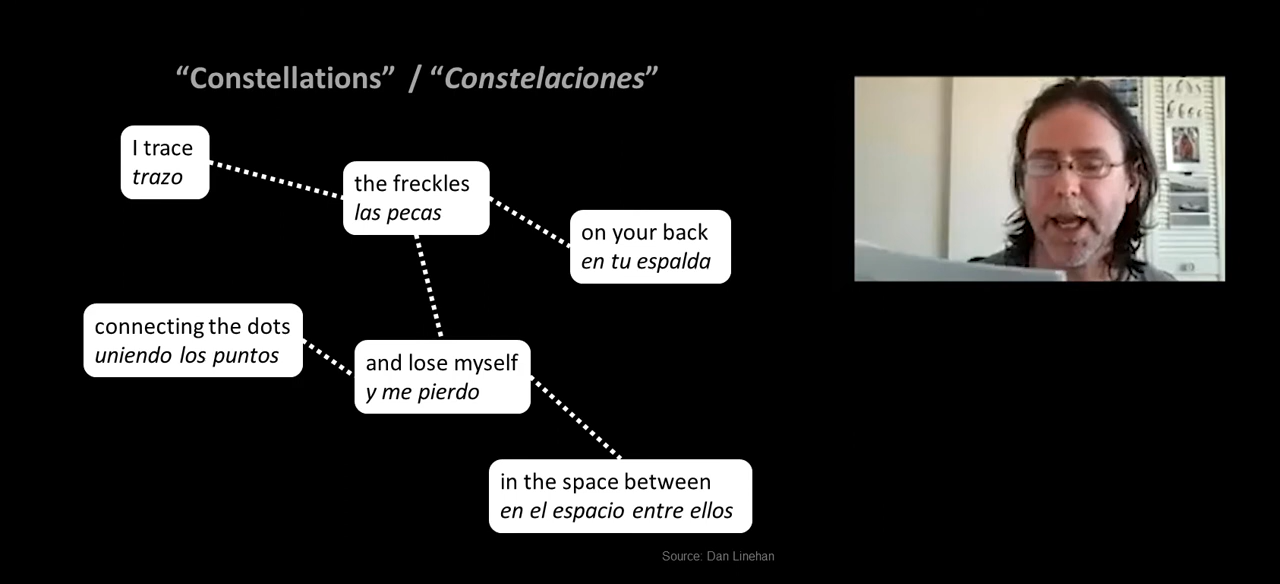 “Constellations” / “Constelaciones”
I trace
trazo
the freckles
las pecas
on your back
en tu espalda
connecting the dots
uniendo los puntos
and lose myself
y me pierdo
in the space between
en el espacio entre ellos
Source: Dan Linehan